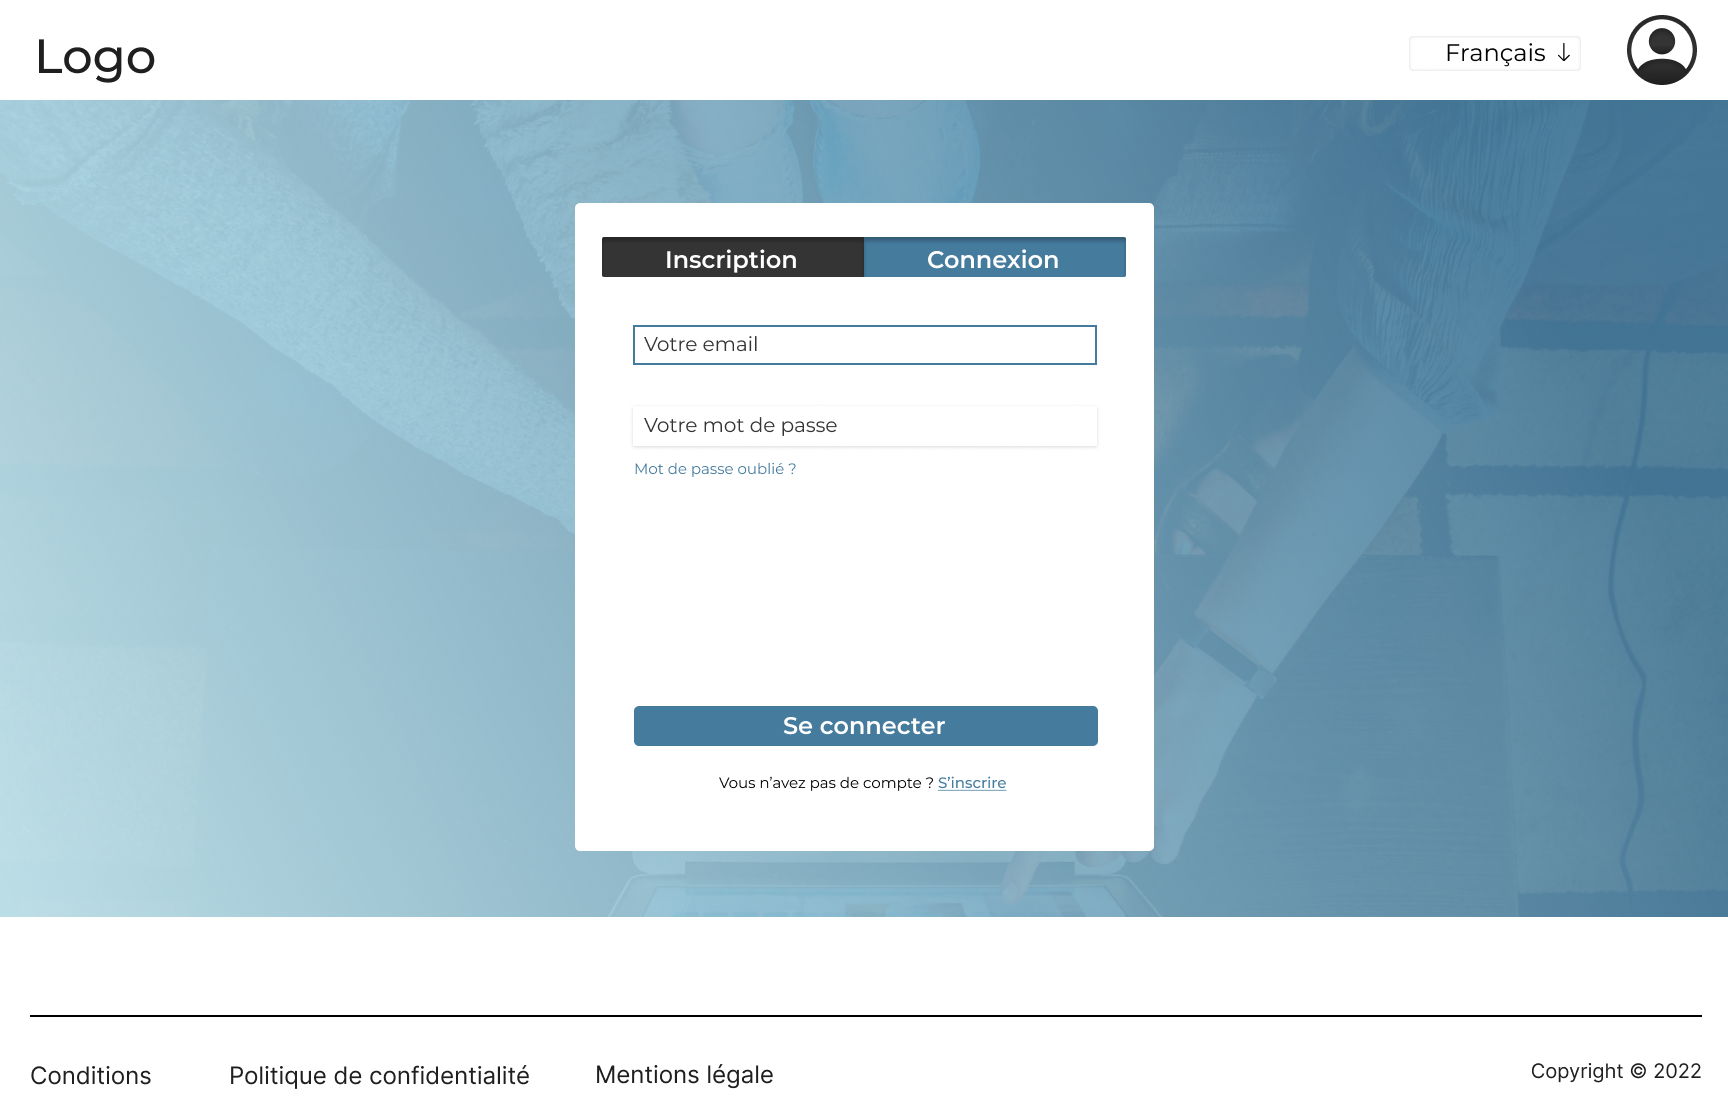 Logo
Français ↓
Inscription
Connexion
Votre email
Votre mot de passe
Mot de passe oublié ?
Se connecter
Vous n’avez pas de compte ? S’inscrire
Conditions
Politique de confidentialité
Mentions légale
Copyright © 2022